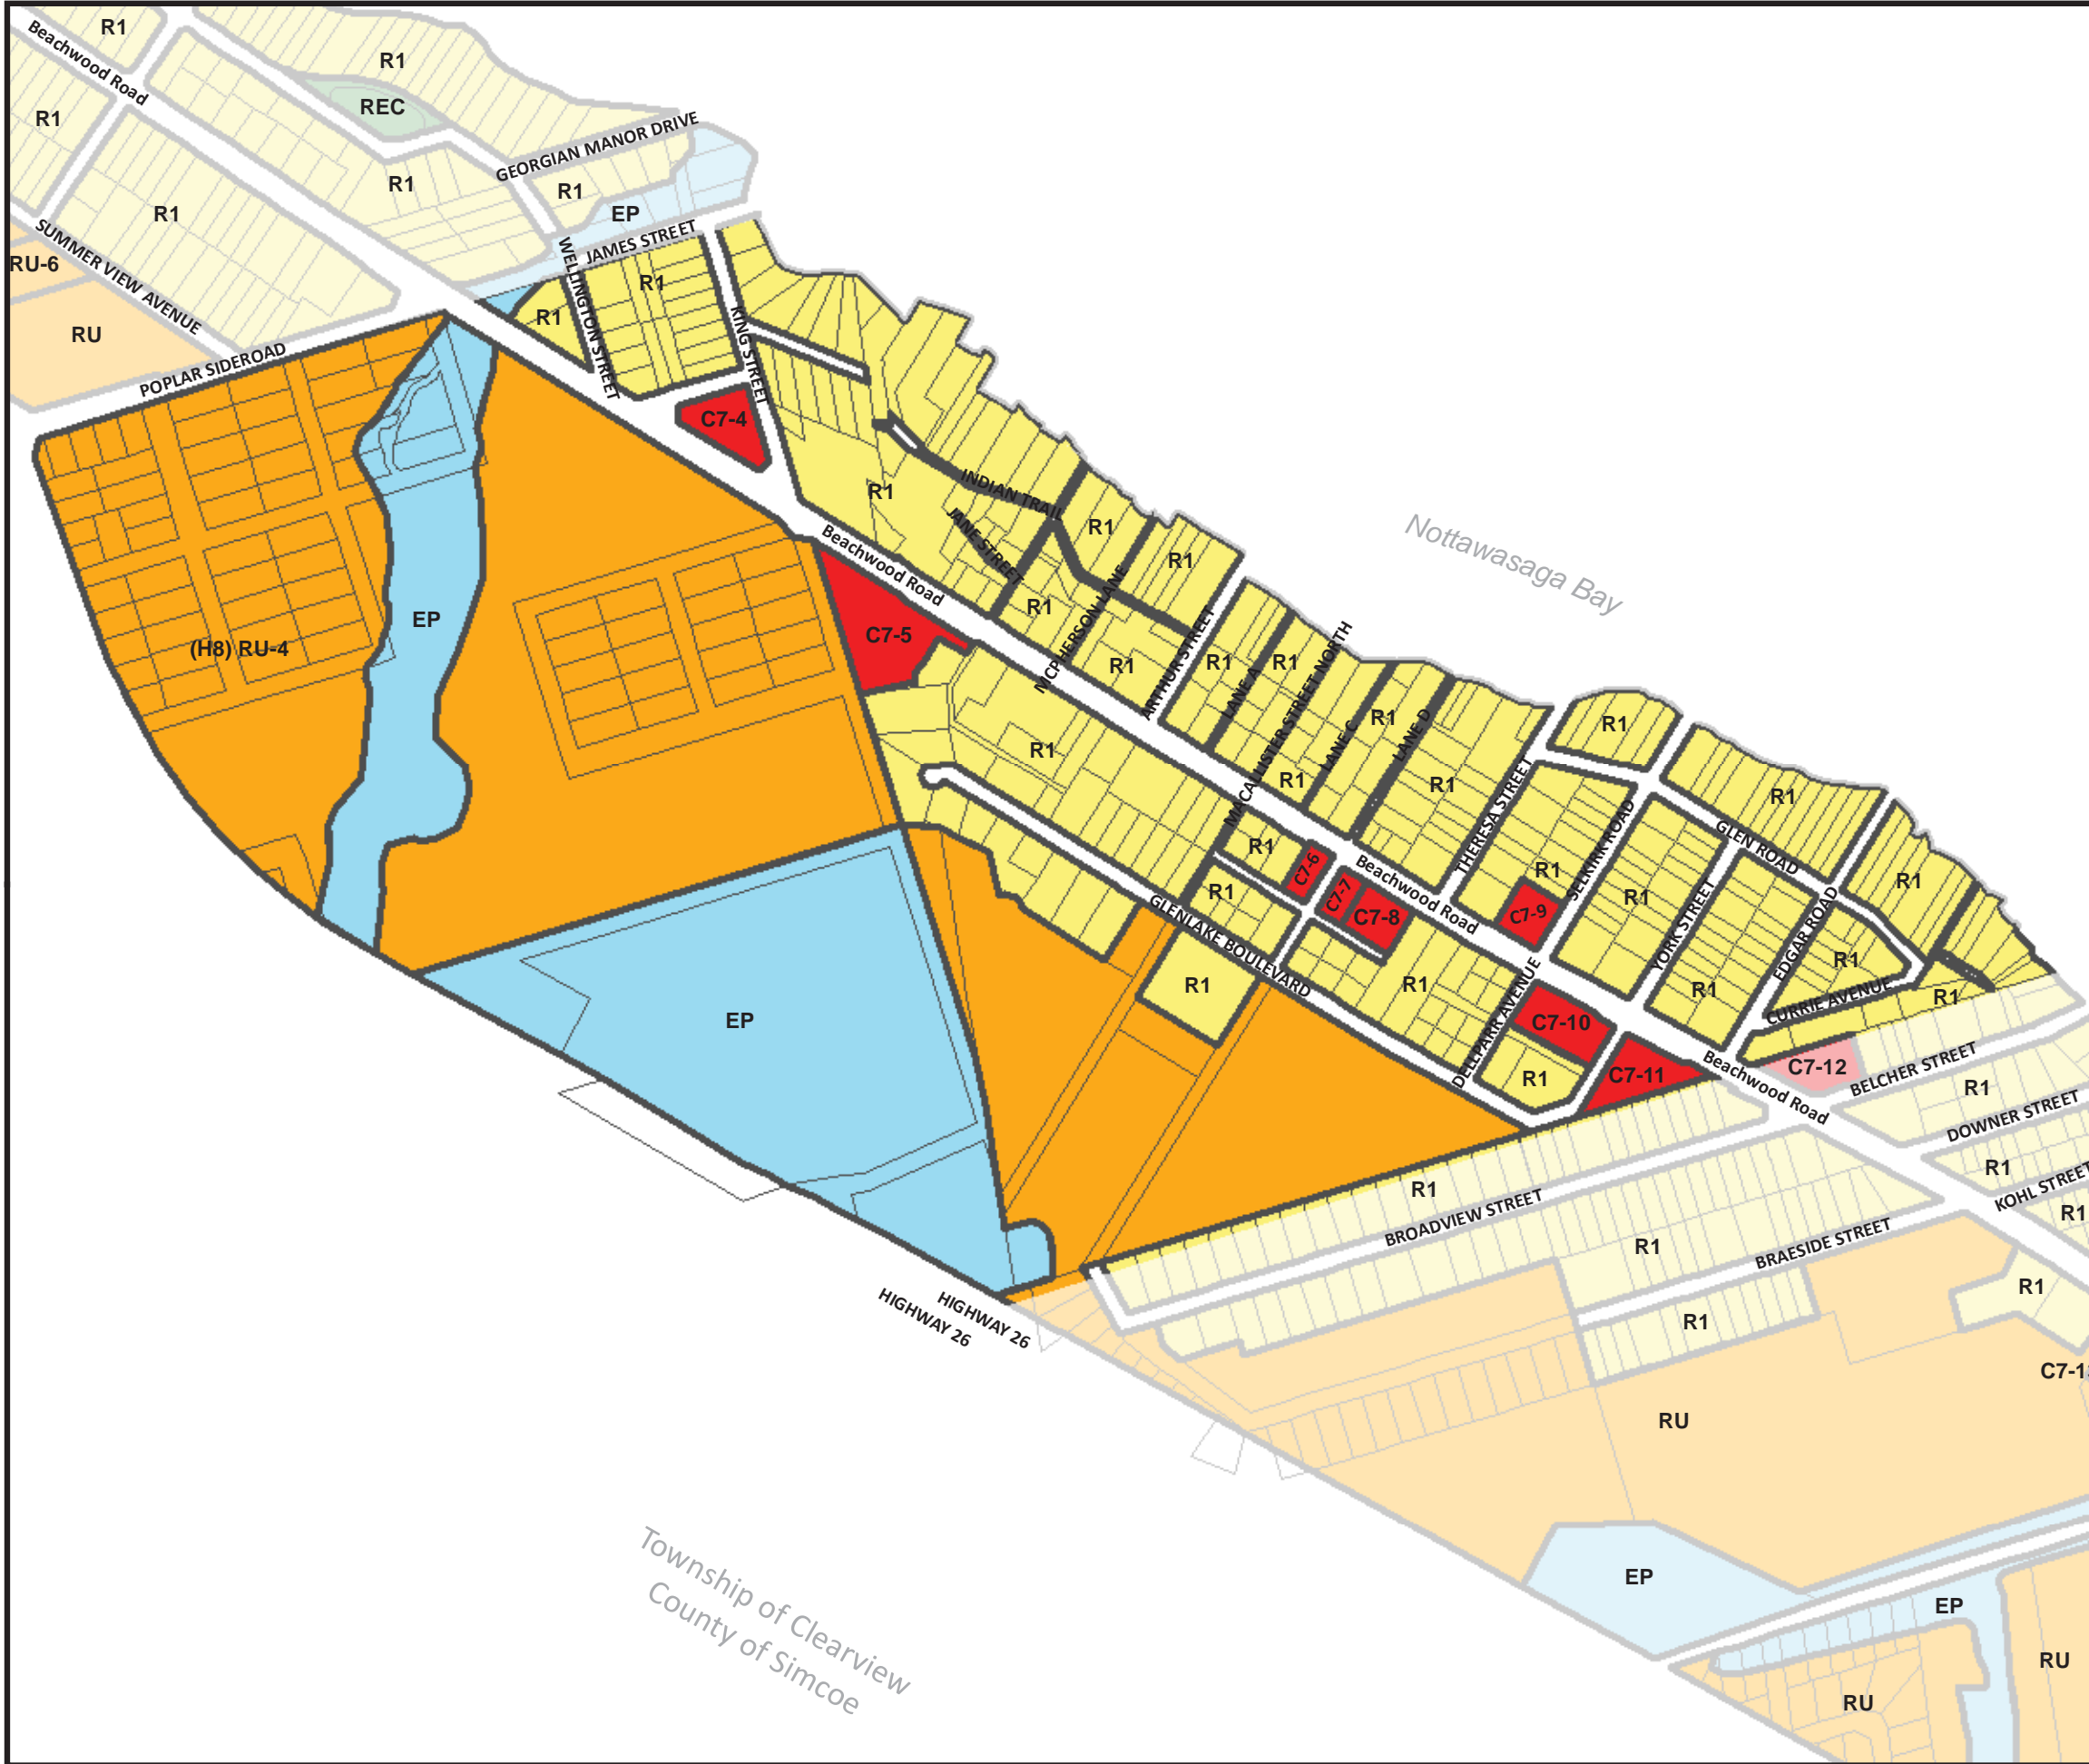 R1
Beachwood Road
R1
REC
R1
GEORGIAN MANOR DRIVE
R1
R1
R1
EP
SUMMER VIEW AVENUE
JAMES STREET
WELLINGTON STREET
RU-6
R1
R1
KING STREET
RU
POPLAR SIDEROAD
C7-4
INDIAN TRAIL
R1
JANE STREET
R1
R1
Nottawasaga Bay
Beachwood Road
MCPHERSON LANE
R1
EP
(H8) RU-4
C7-5
R1
ARTHUR STREET
R1
LANE A
R1
MACALLISTER STREET NORTH
R1
LANE C
R1
LANE D
R1
R1
R1
R1
THERESA STREET
R1
GLEN ROAD
R1
C7-6
Beachwood Road
R1
SELKIRK ROAD
R1
R1
C7-7
C7-8
C7-9
R1
YORK STREET
EDGAR ROAD
GLENLAKE BOULEVARD
R1
R1
R1
R1
R1
CURRIE AVENUE
EP
DELLPARR AVENUE
C7-10
R1
C7-11
Beachwood Road
C7-12
BELCHER STREET
R1
DOWNER STREET
R1
R1
KOHL STREET
R1
BROADVIEW STREET
R1
BRAESIDE STREET
R1
R1
HIGHWAY 26
HIGHWAY 26
C7-1
RU
Township of Clearview
County of Simcoe
EP
EP
RU
RU